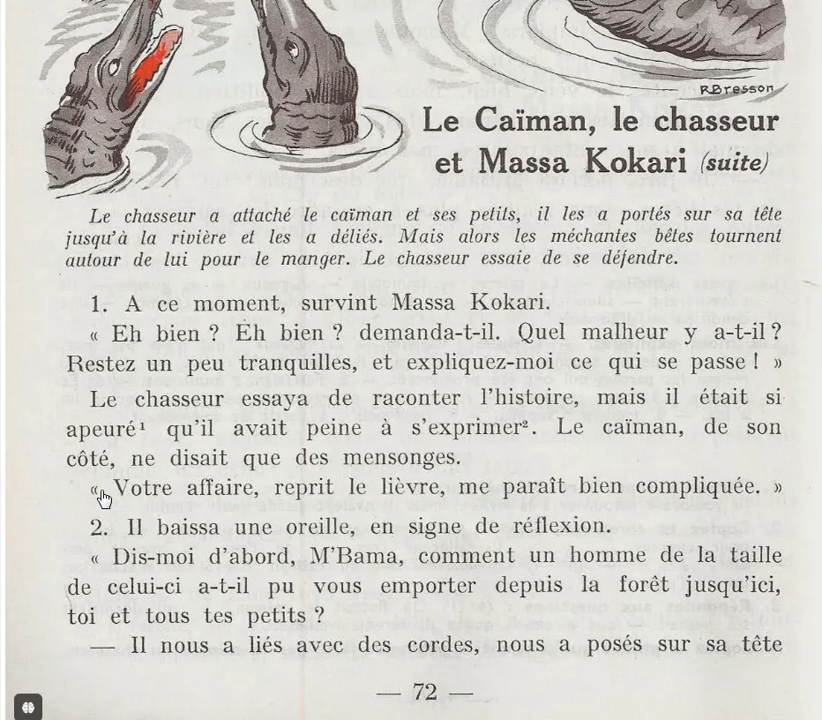 R.Bresson
Le Caïman, le chasseur
et Massa Kokari (suite)
Le chasseur a attaché le caïman et ses petits, il les a portés sur sa tête
jusqu'à la rivière et les a déliés. Mais alors les méchantes bêtes tournent
autour de lui pour le manger. Le chasseur essaie de se déjendre.
1. A ce moment, survint Massa Kokari.
« Eh bien ? Eh bien ? demanda-t-il. Quel malheur y a-t-il ?
Restez un peu tranquilles, et expliquez-moi ce qui se passe ! »
Le chasseur essaya de raconter l'histoire, mais il était si
apeuré¹ qu'il avait peine à s'exprimer². Le caïman, de son
côté, ne disait que des mensonges.
« Votre affaire, reprit le lièvre, me paraît bien compliquée. »
2. Il baissa une oreille, en signe de réflexion.
« Dis-moi d'abord, M'Bama, comment un homme de la taille
de celui-ci a-t-il pu vous emporter depuis la forêt jusqu'ici,
toi et tous tes petits ?
— Il nous a liés avec des cordes, nous a posés sur sa tête
— 72 —